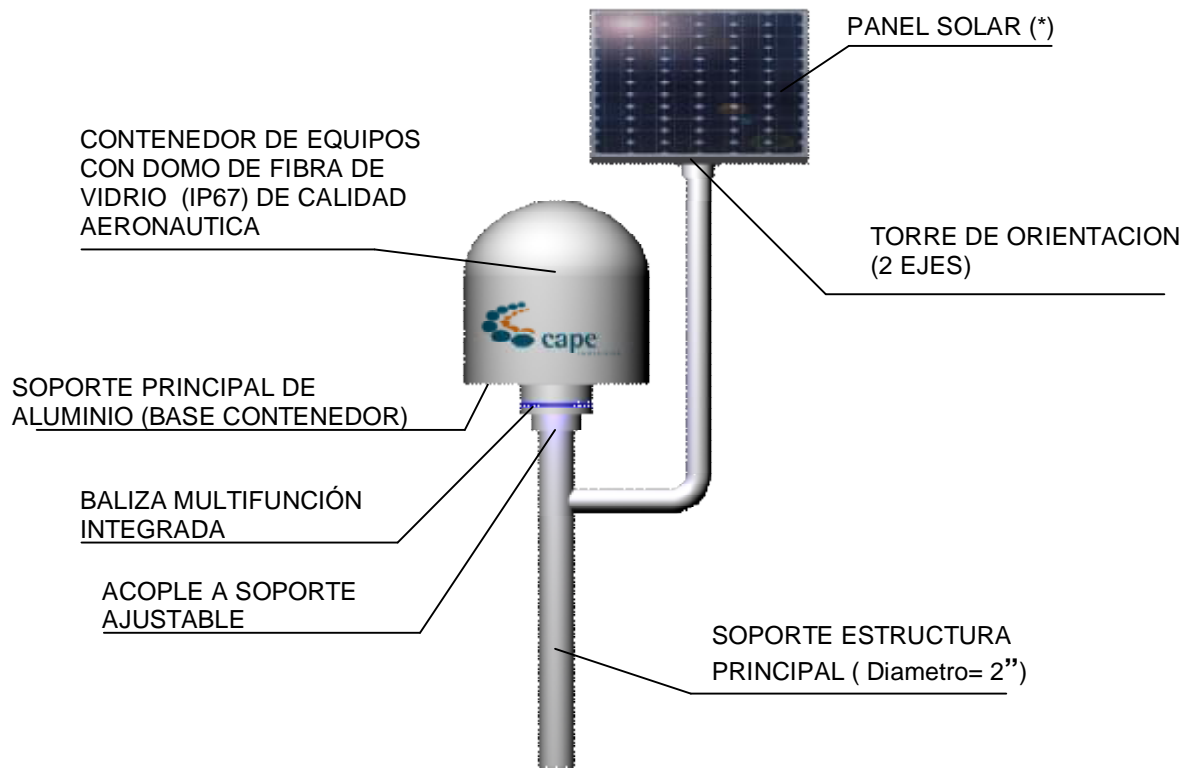 PANEL SOLAR (*)
CONTENEDOR DE EQUIPOS
CON DOMO DE FIBRA DE
VIDRIO (IP67) DE CALIDAD
AERONAUTICA
TORRE DE ORIENTACION
(2 EJES)
cape
SOPORTE PRINCIPAL DE
ALUMINIO (BASE CONTENEDOR)
BALIZA MULTIFUNCIÓN
INTEGRADA
ACOPLE A SOPORTE
AJUSTABLE
SOPORTE ESTRUCTURA
PRINCIPAL ( Diametro= 2”)